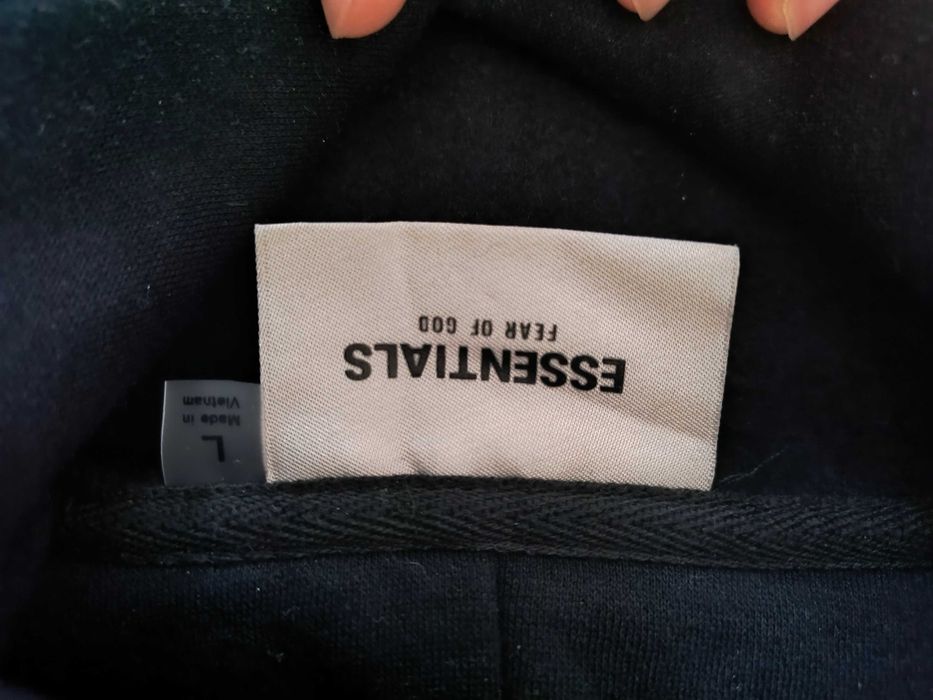 ESSENTIALS
FEAR OF GOD
L
Made in
Vietnam